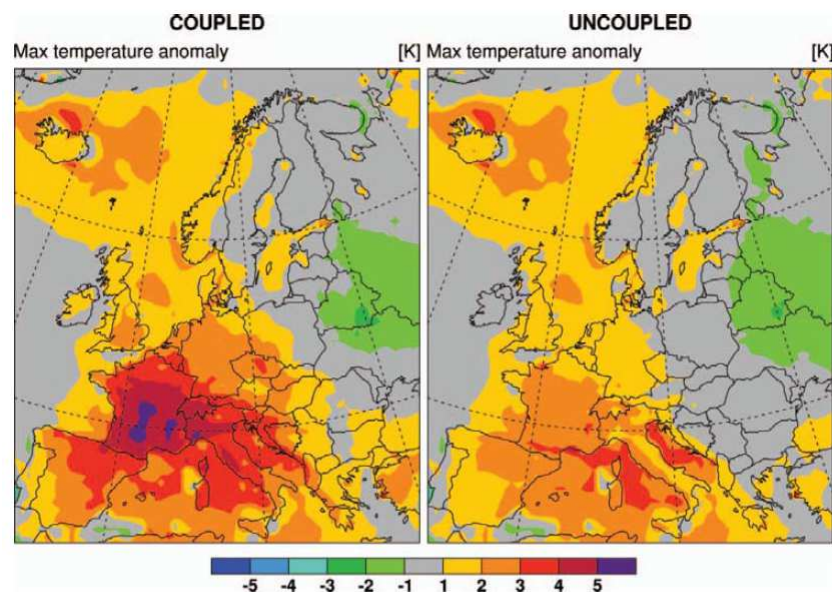 COUPLED
UNCOUPLED
Max temperature anomaly [K]
Max temperature anomaly [K]
-5 -4 -3 -2 -1 1 2 3 4 5